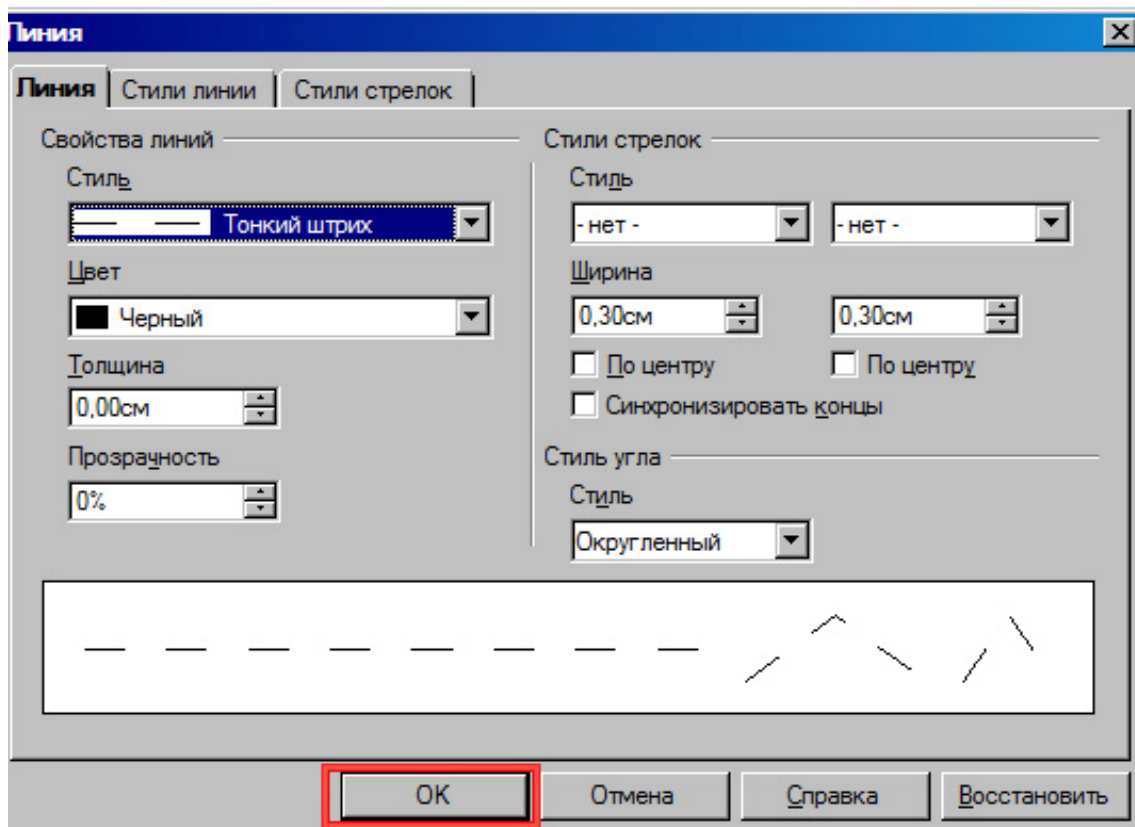 Линия
Линия Стили линии Стили стрелок
Свойства линий
Стиль
Тонкий штрих
Цвет
Черный
Толщина
0,00см
Прозрачность
0%
Стили стрелок
Стиль
- нет - - нет -
Ширина
0,30см 0,30см
По центру По центру
Синхронизировать концы
Стиль угла
Стиль
Округленный
OK Отмена Справка Восстановить